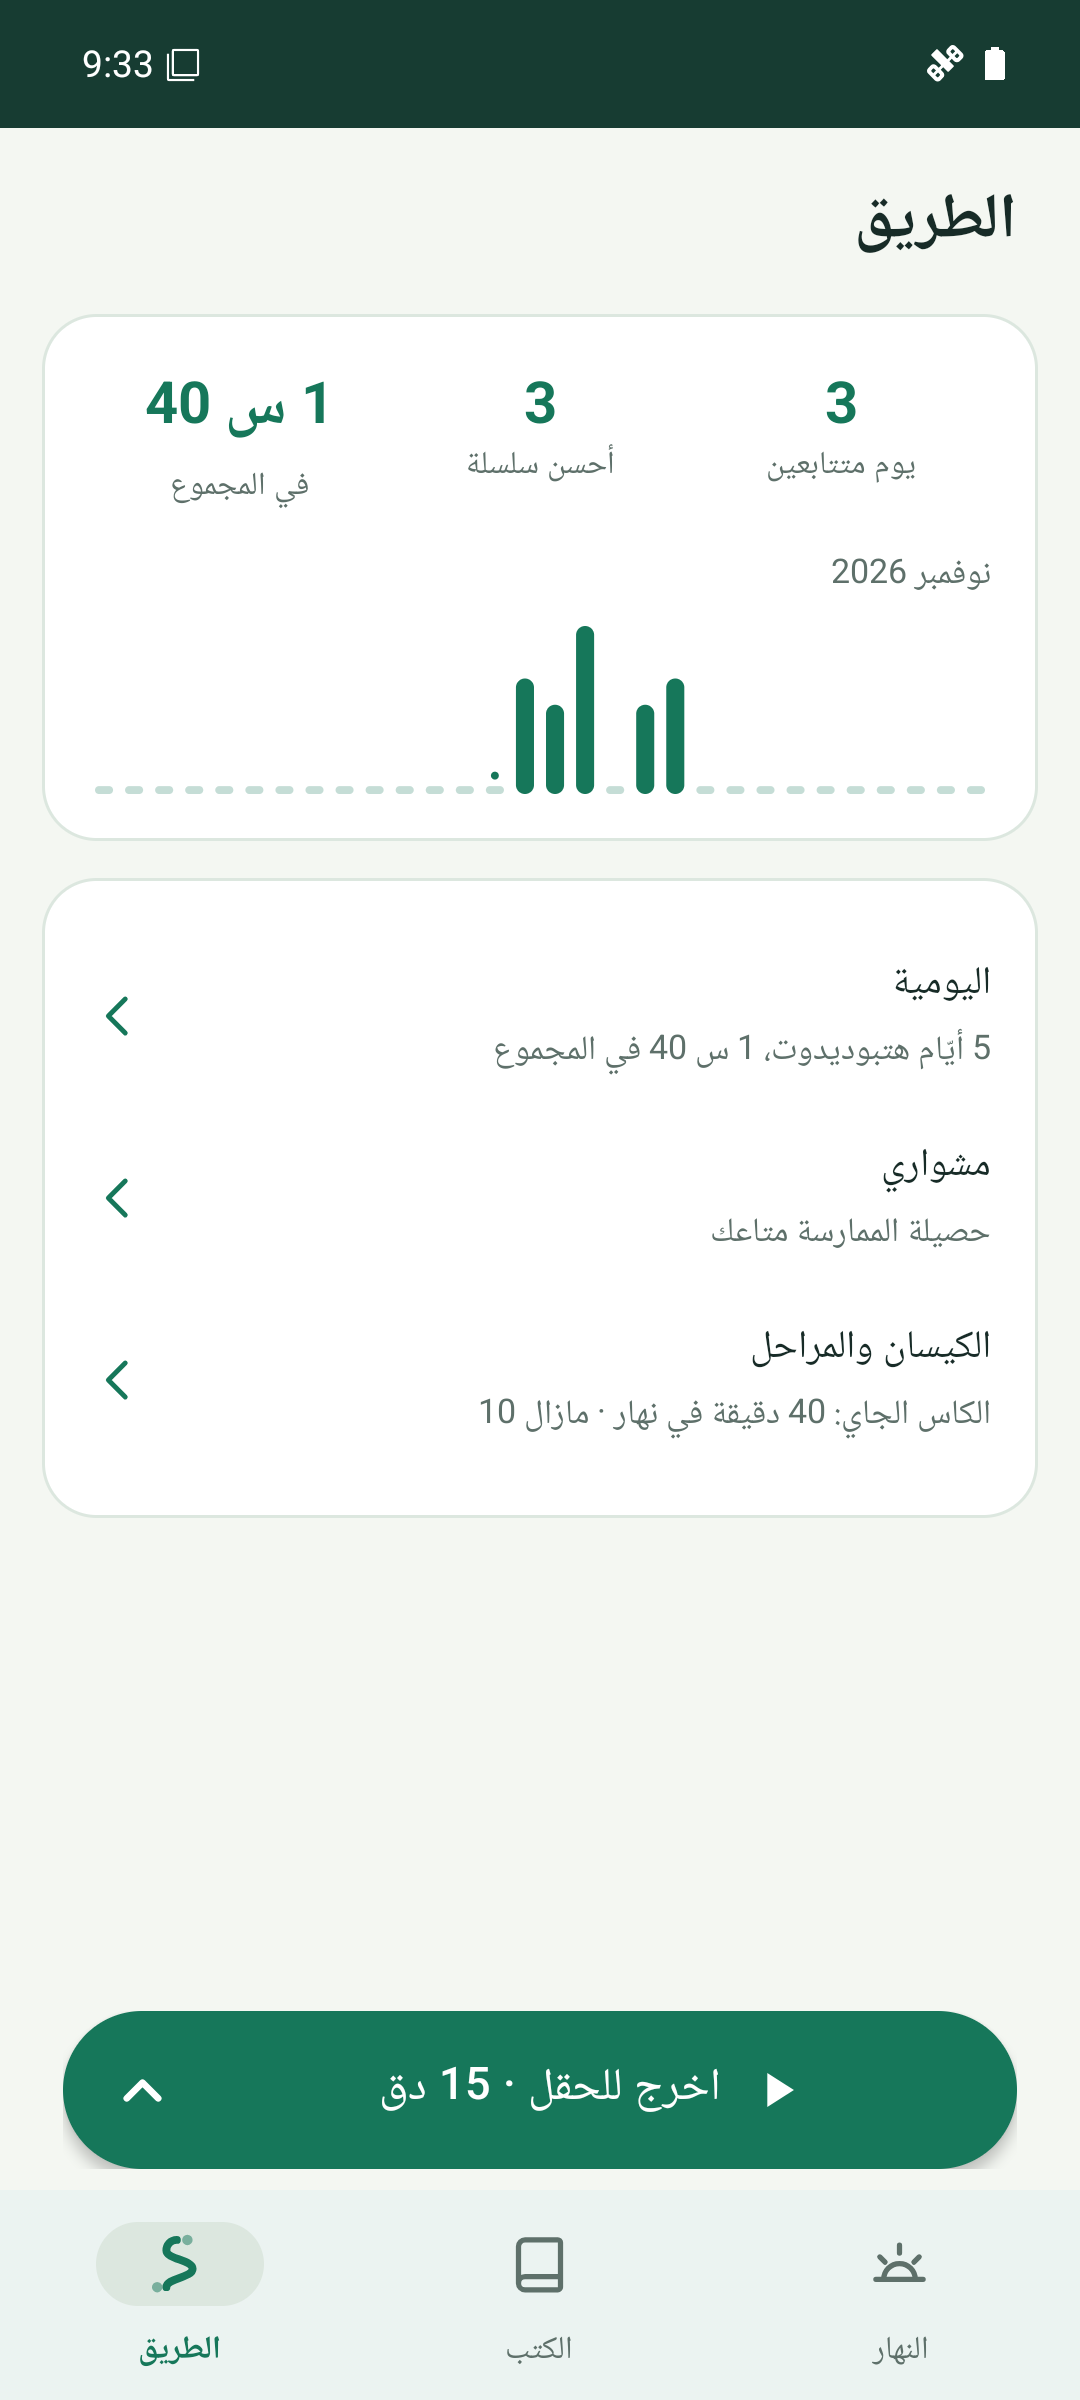 9:33
الطريق
3
يوم متتابعين
3
أحسن سلسلة
1 س 40
في المجموع
نوفمبر 2026
اليومية
5 أيّام هتبوديدوت، 1 س 40 في المجموع
مشواري
حصيلة الممارسة متاعك
الكيسان والمراحل
الكاس الجاي: 40 دقيقة في نهار · مازال 10
اخرج للحقل · 15 دق
النهار
الكتب
الطريق